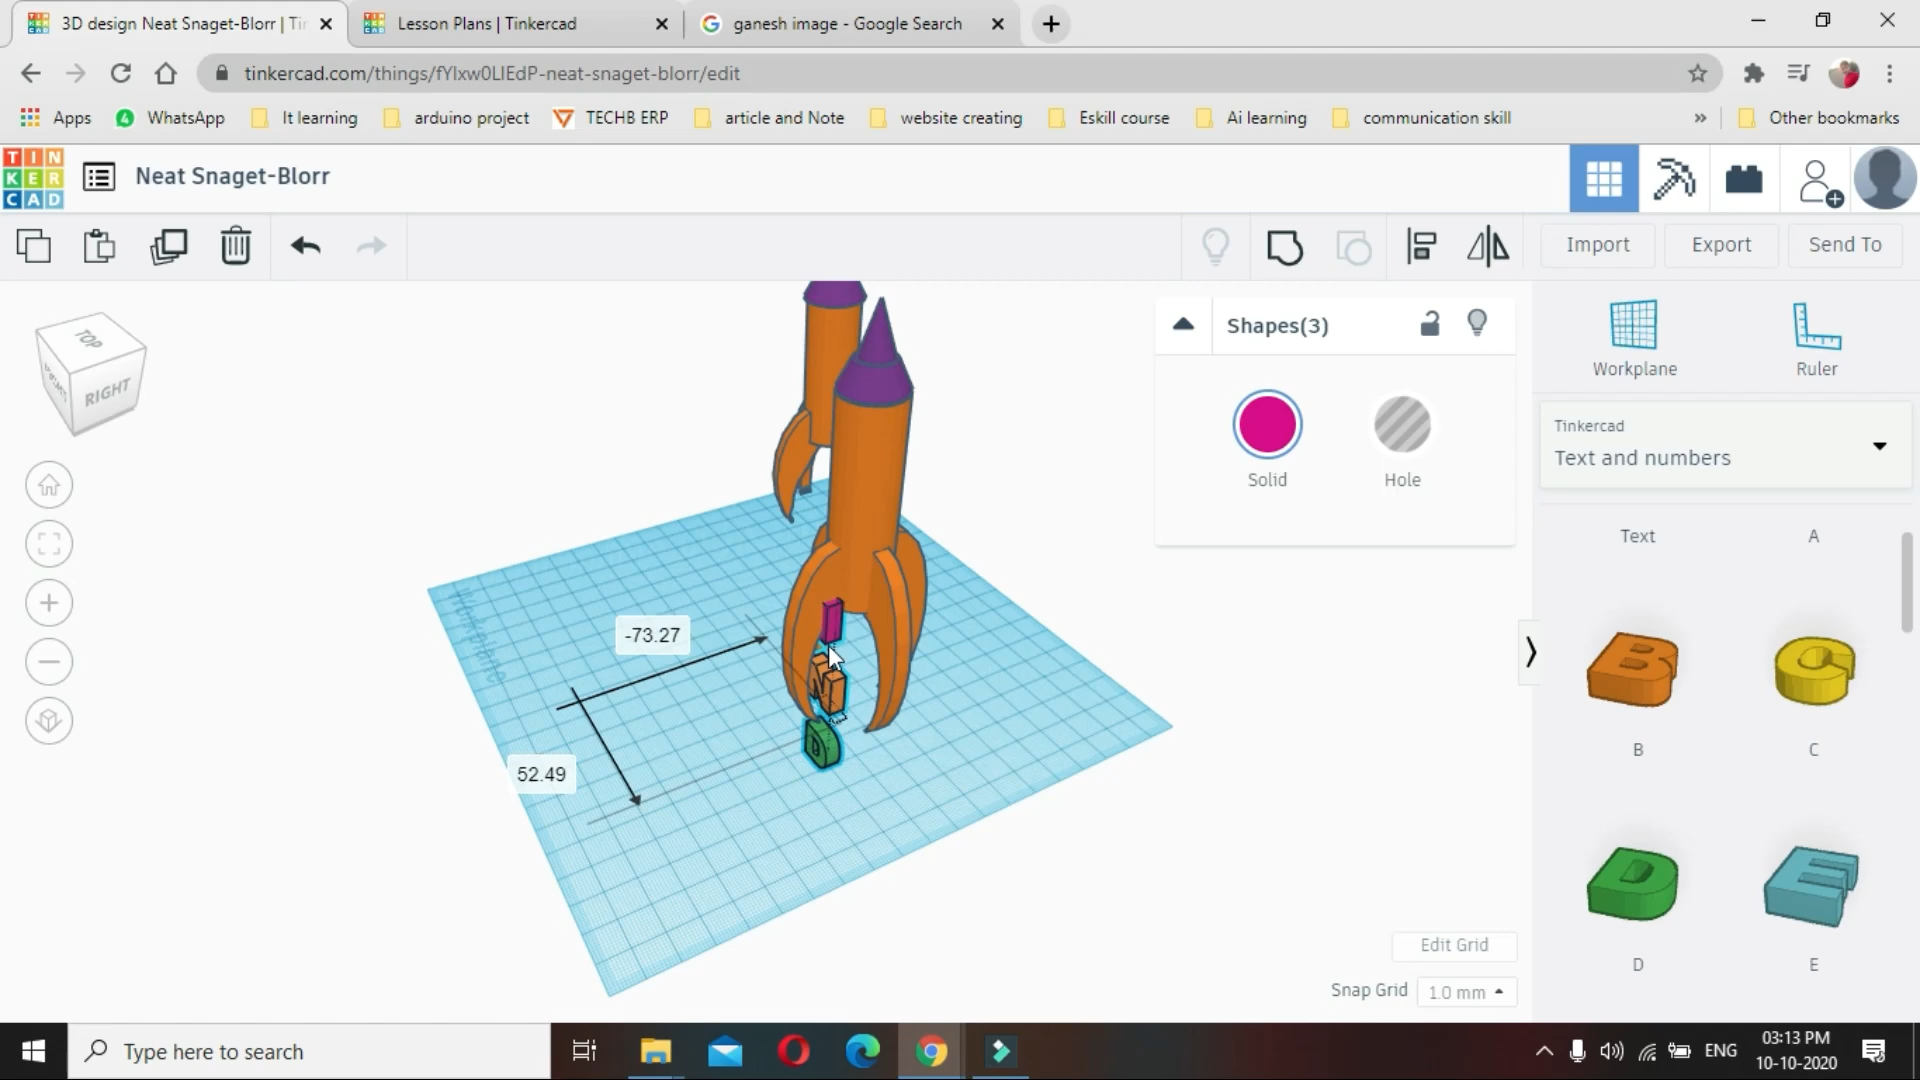 3D design Neat Snaget-Blorr | Tin
Lesson Plans | Tinkercad
ganesh image - Google Search
tinkercad.com/things/fYlxw0LlEdP-neat-snaget-blorr/edit
Apps
WhatsApp
It learning
arduino project
TECHB ERP
article and Note
website creating
Eskill course
Ai learning
communication skill
»
Other bookmarks
TIN
KER
CAD
Neat Snaget-Blorr
Import
Export
Send To
TOP
RIGHT
Shapes(3)
Solid
Hole
Workplane
Ruler
Tinkercad
Text and numbers
Text
A
B
C
B
C
D
E
D
E
-73.27
52.49
Workplane
I
N
D
Edit Grid
Snap Grid
1.0 mm
Type here to search
ENG
03:13 PM
10-10-2020